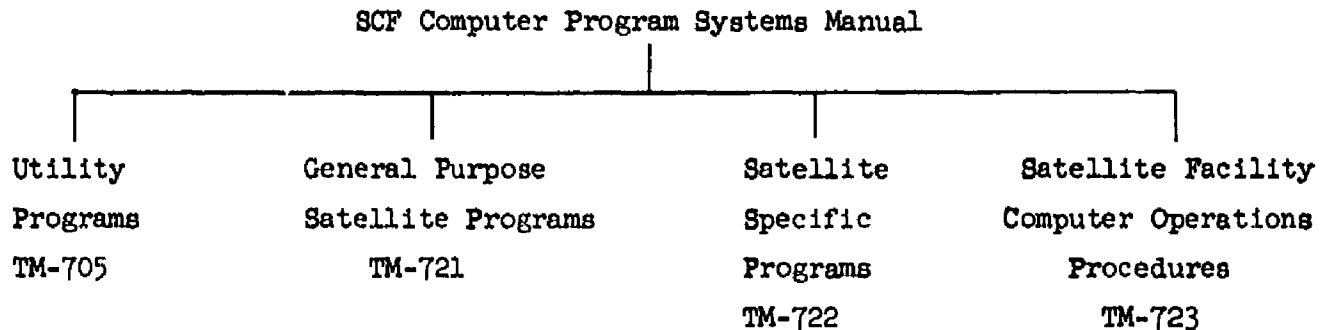 SCF Computer Program Systems Manual
Utility
Programs
TM-705
General Purpose
Satellite Programs
TM-721
Satellite
Specific
Programs
TM-722
Satellite Facility
Computer Operations
Procedures
TM-723